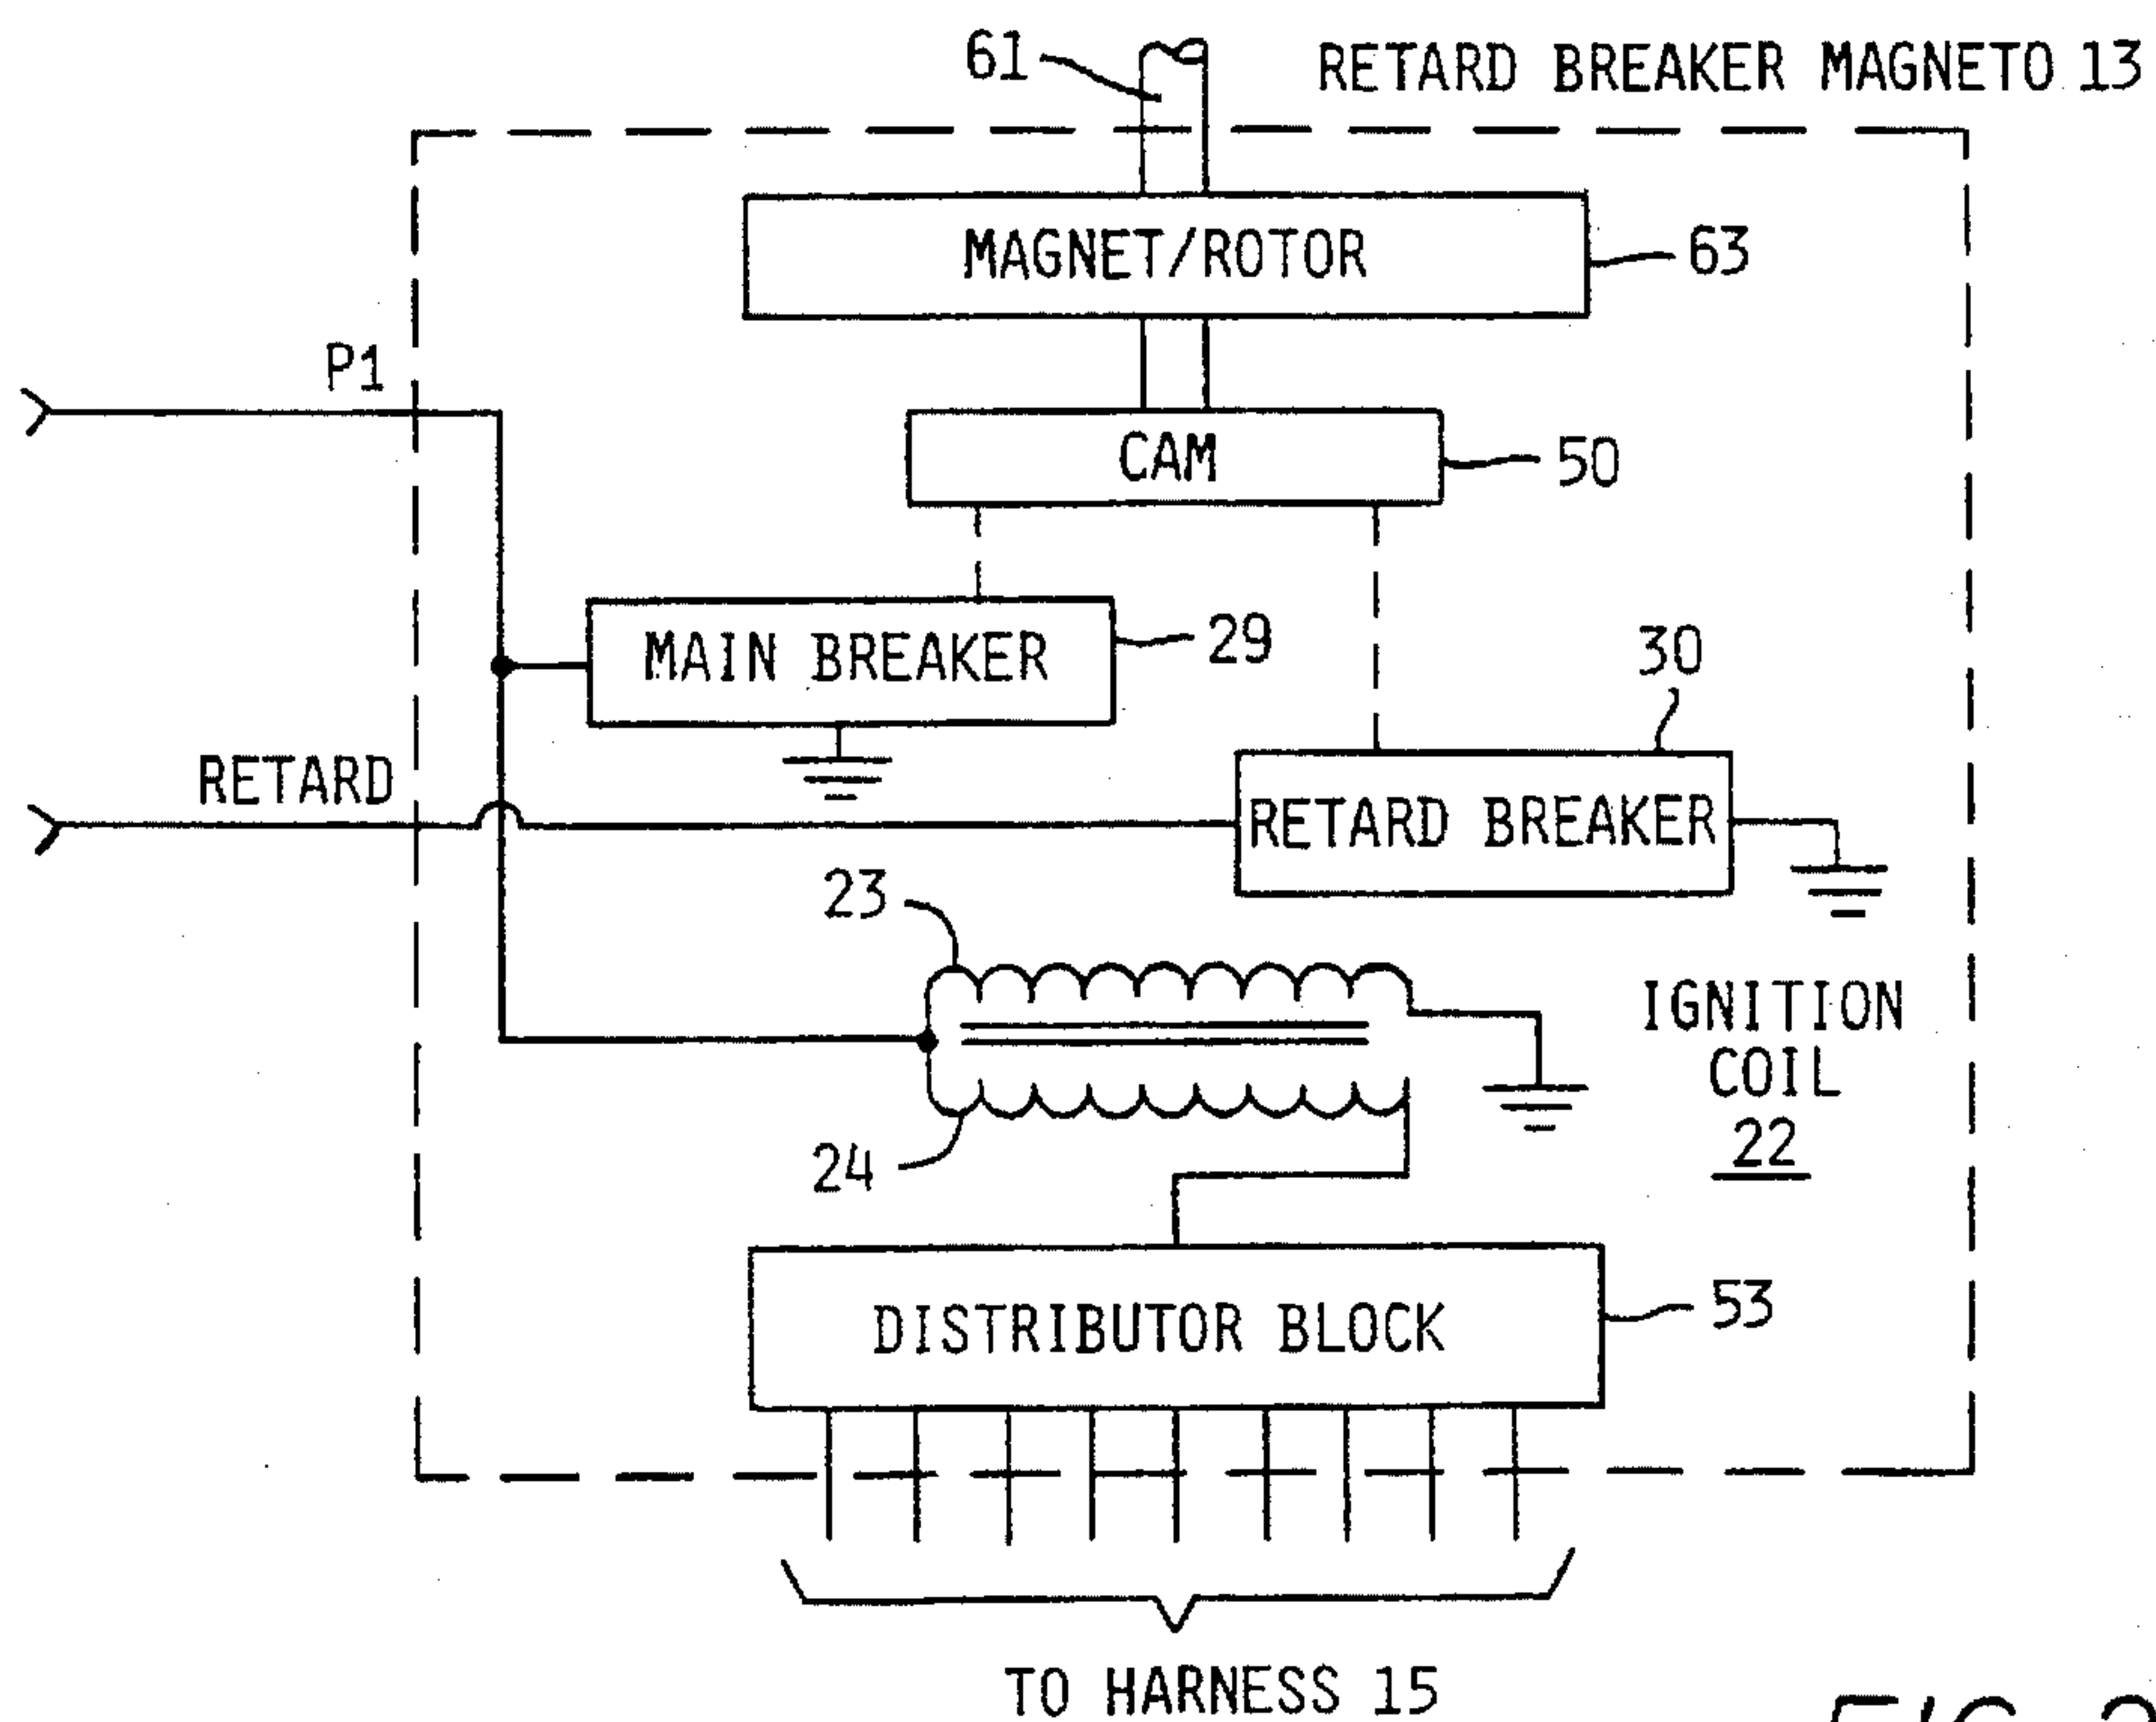 61
RETARD BREAKER MAGNETO 13
MAGNET/ROTOR
63
P1
CAM
50
MAIN BREAKER
29
30
RETARD
RETARD BREAKER
23
IGNITION
COIL
22
24
DISTRIBUTOR BLOCK
53
TO HARNESS 15